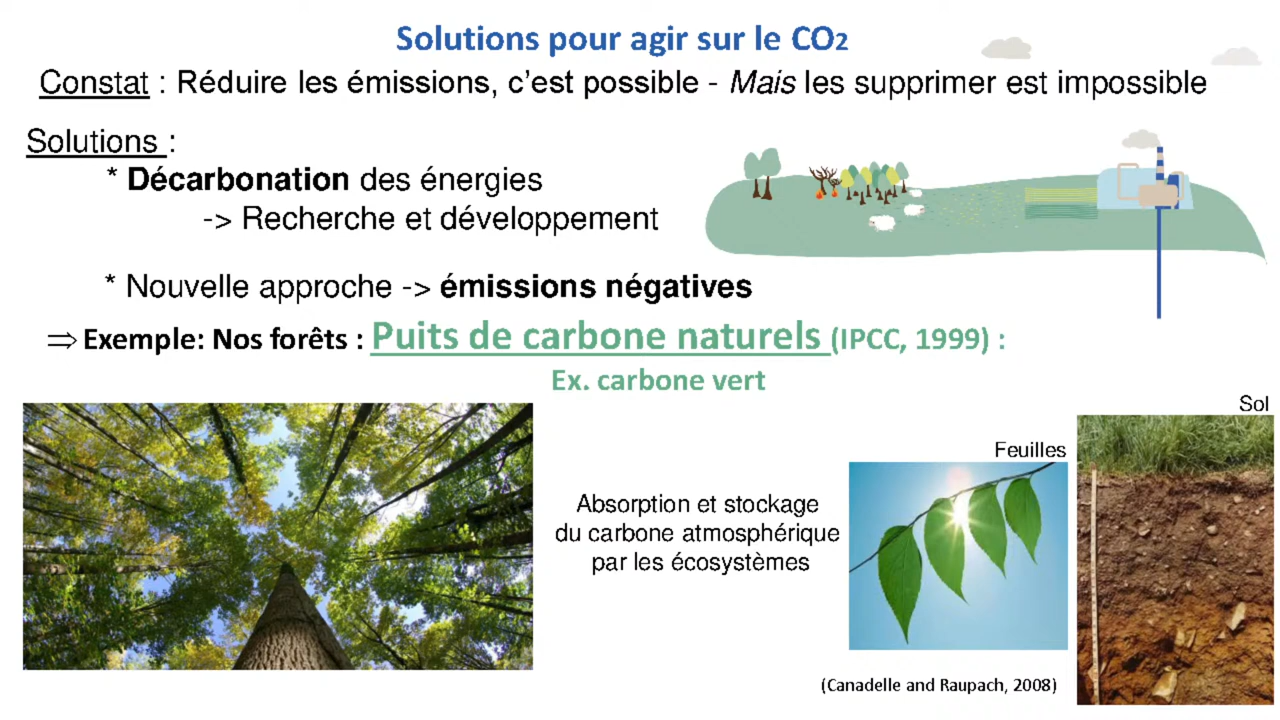 Solutions pour agir sur le CO2
Constat : Réduire les émissions, c’est possible - Mais les supprimer est impossible
Solutions :
* Décarbonation des énergies
-> Recherche et développement
* Nouvelle approche -> émissions négatives
⇒ Exemple: Nos forêts : Puits de carbone naturels (IPCC, 1999) :
Ex. carbone vert
Sol
Feuilles
Absorption et stockage
du carbone atmosphérique
par les écosystèmes
(Canadelle and Raupach, 2008)